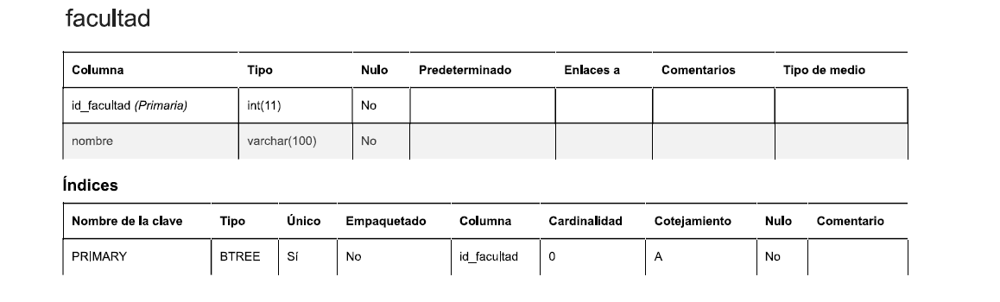 facultad
Columna Tipo Nulo Predeterminado Enlaces a Comentarios Tipo de medio
id_facultad (Primaria) int(11) No
nombre varchar(100) No
Índices
Nombre de la clave Tipo Único Empaquetado Columna Cardinalidad Cotejamiento Nulo Comentario
PRIMARY BTREE Sí No id_facultad 0 A No